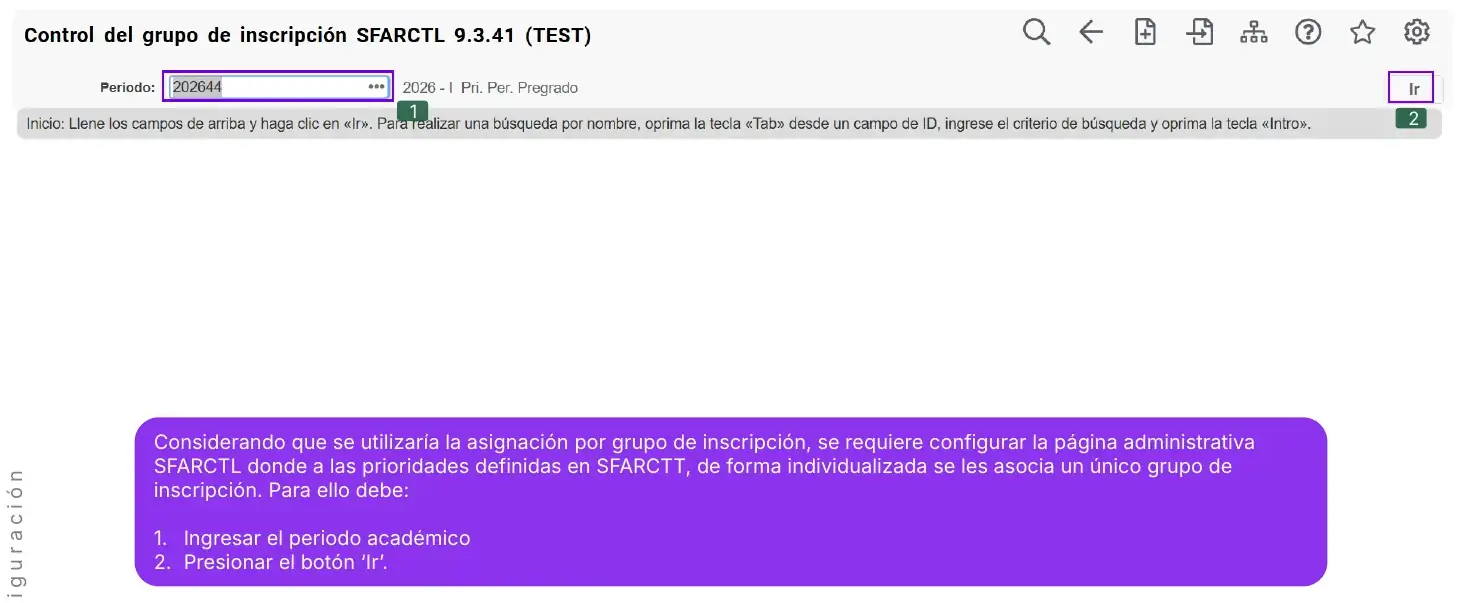 Control del grupo de inscripción SFARCTL 9.3.41 (TEST)
Periodo: 202644 ••• 2026 - I Pri. Per. Pregrado
Ir
1
Inicio: Llene los campos de arriba y haga clic en «Ir». Para realizar una búsqueda por nombre, oprima la tecla «Tab» desde un campo de ID, ingrese el criterio de búsqueda y oprima la tecla «Intro».
2
Considerando que se utilizaría la asignación por grupo de inscripción, se requiere configurar la página administrativa
SFARCTL donde a las prioridades definidas en SFARCTT, de forma individualizada se les asocia un único grupo de
inscripción. Para ello debe:
1. Ingresar el periodo académico
2. Presionar el botón ‘Ir’.
iguración